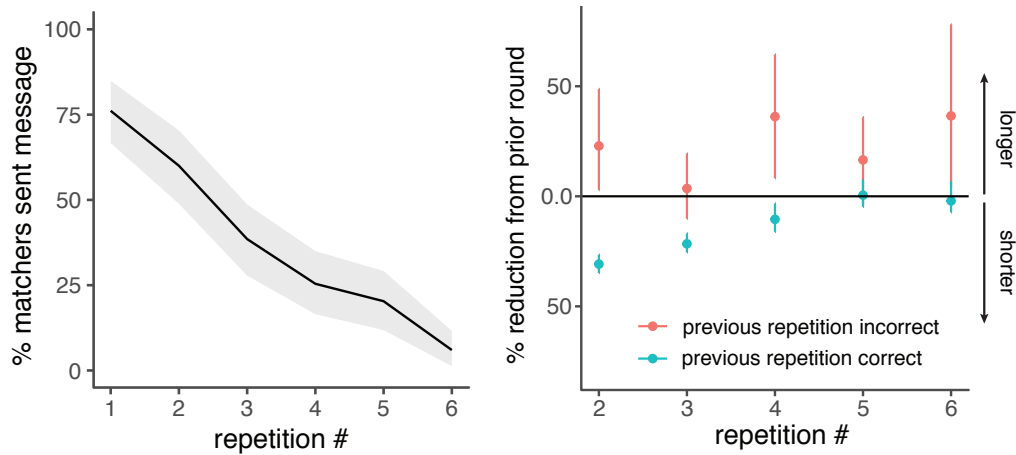 % matchers sent message
100
75
50
25
0
1 2 3 4 5 6
repetition #
% reduction from prior round
50
0.0
50
longer
shorter
previous repetition incorrect
previous repetition correct
2 3 4 5 6
repetition #